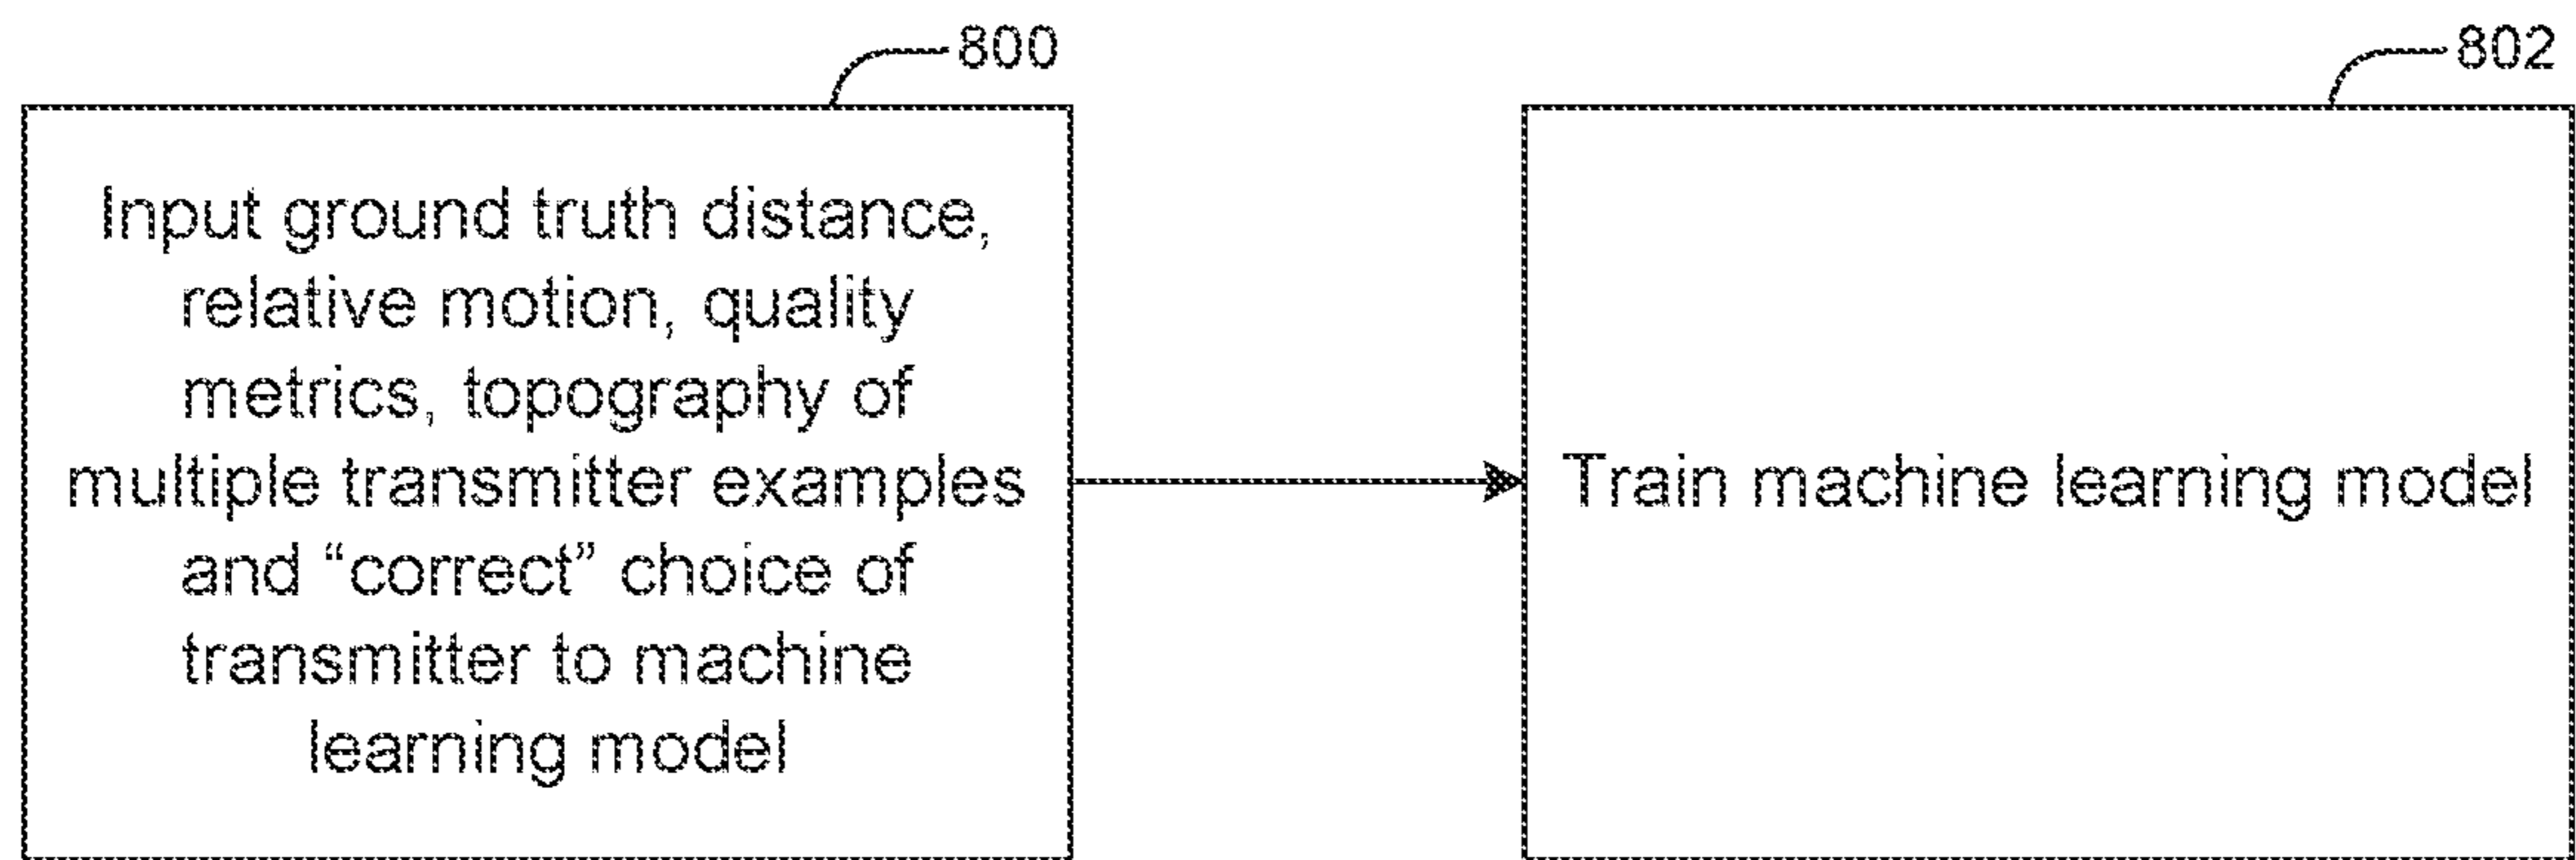 800
Input ground truth distance,
relative motion, quality
metrics, topography of
multiple transmitter examples
and “correct” choice of
transmitter to machine
learning model
802
Train machine learning model